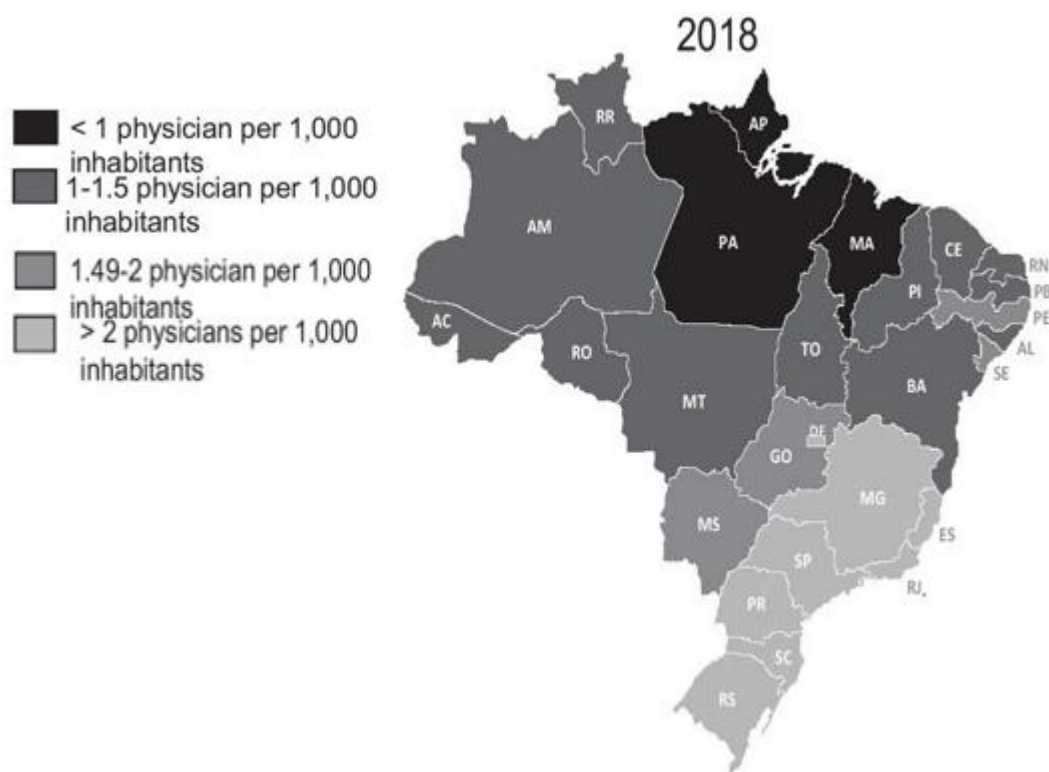 2018
< 1 physician per 1,000
inhabitants
1-1.5 physician per 1,000
inhabitants
1.49-2 physician per 1,000
inhabitants
> 2 physicians per 1,000
inhabitants
RR
AP
AM
PA
MA
CE
RN
PI
PB
PE
AC
AL
RO
TO
SE
BA
MT
DF
GO
MG
MS
ES
SP
RJ.
PR
SC
RS